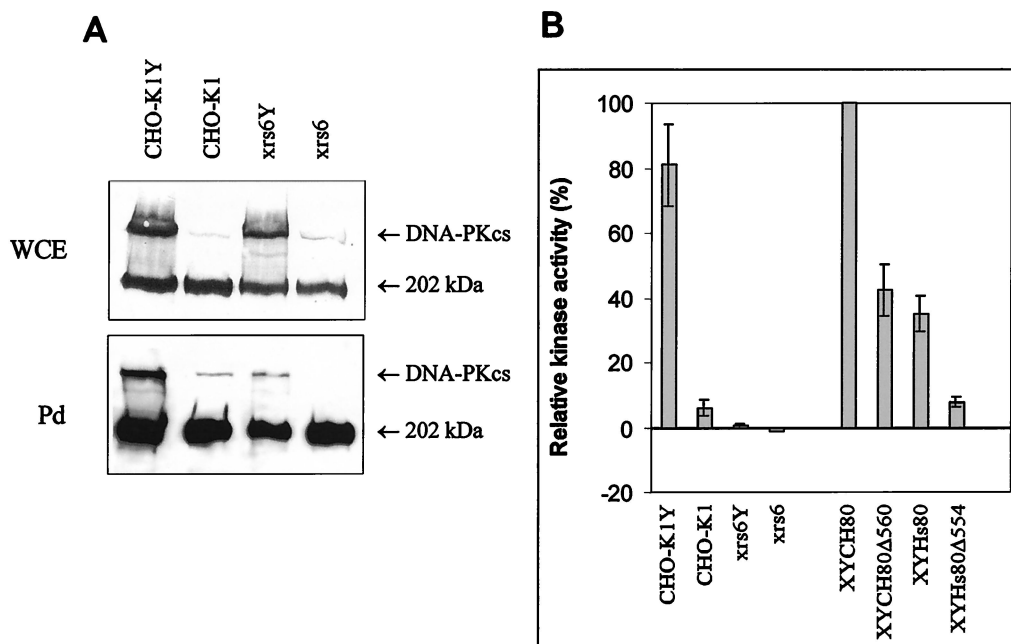 A
CHO-K1Y
CHO-K1
xrs6Y
xrs6
WCE
← DNA-PKcs
← 202 kDa
Pd
← DNA-PKcs
← 202 kDa
B
Relative kinase activity (%)
100
80
60
40
20
0
-20
CHO-K1Y
CHO-K1
xrs6Y
xrs6
XYCH80
XYCH80Δ560
XYHs80
XYHs80Δ554